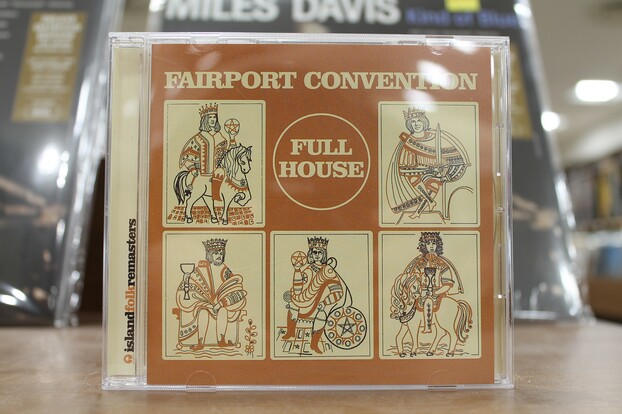 MILES DAVIS
Kind of Blue
FAIRPORT CONVENTION
FULL
HOUSE
islandfolkremasters